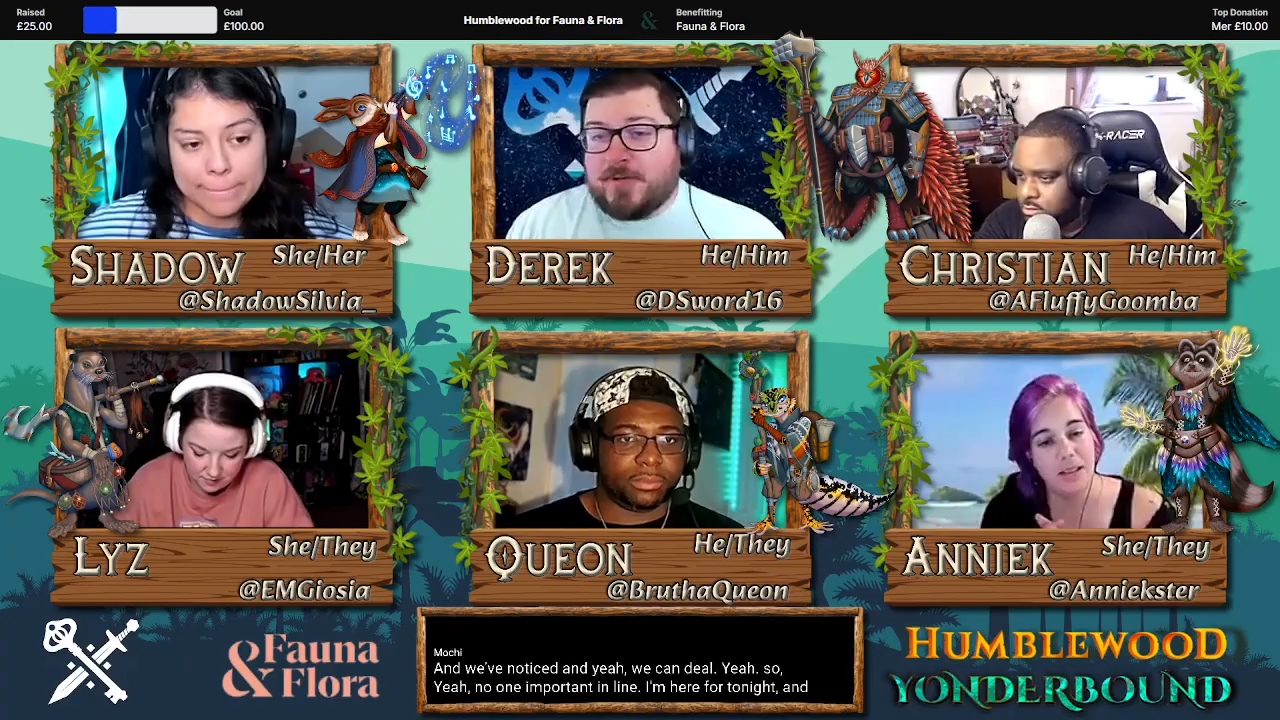 Raised
£25.00
Goal
£100.00
Humblewood for Fauna & Flora
&
Benefitting
Fauna & Flora
Top Donation
Mer £10.00
X-RACER
SHADOW She/Her
@ShadowSilvia_
DEREK He/Him
@DSword16
CHRISTIAN He/Him
@AFluffyGoomba
LYZ She/They
@EMGiosia
QUEON He/They
@BruthaQueon
ANNIEK She/They
@Anniekster
Fauna
& Flora
Mochi
And we've noticed and yeah, we can deal. Yeah. so,
Yeah, no one important in line. I'm here for tonight, and
HUMBLEWOOD
YONDERBOUND